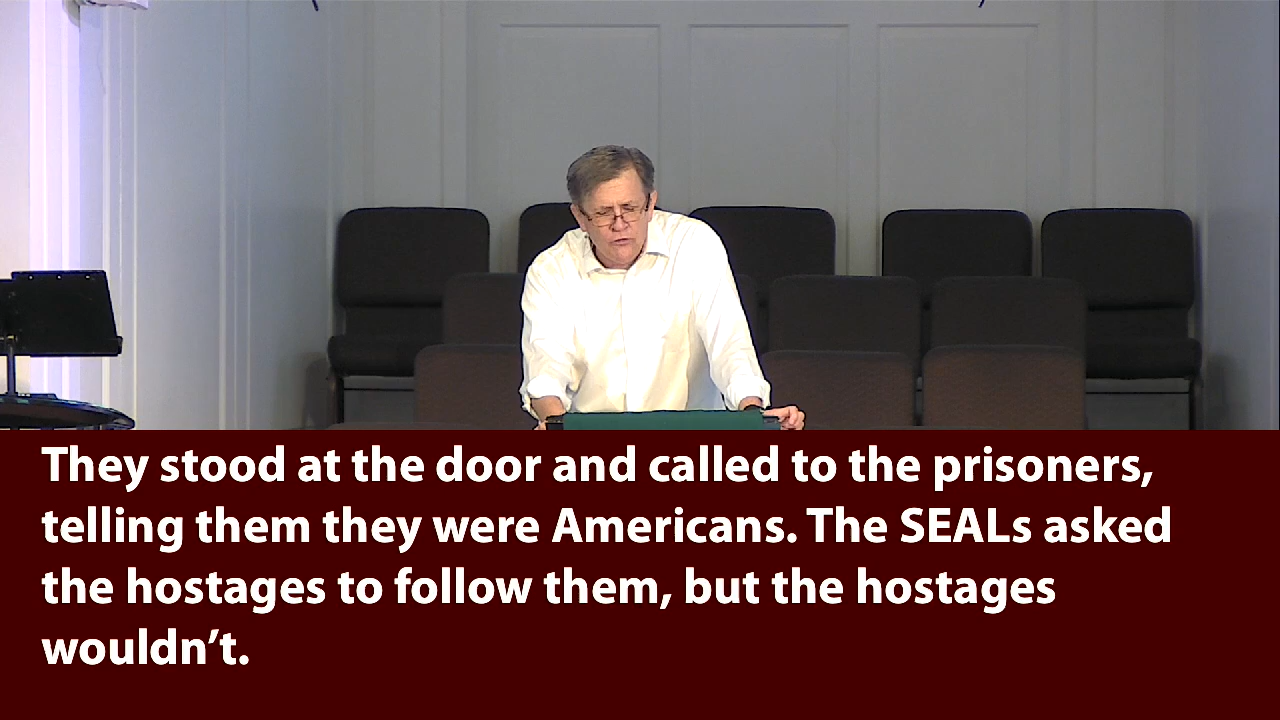 They stood at the door and called to the prisoners,
telling them they were Americans. The SEALs asked
the hostages to follow them, but the hostages
wouldn’t.